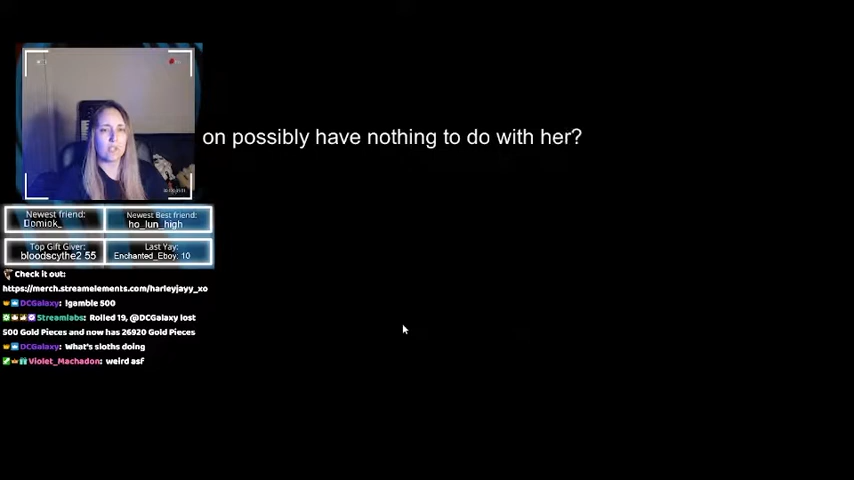 on possibly have nothing to do with her?
Newest friend:
Domiok_
Newest Best friend:
ho_lun_high
Top Gift Giver:
bloodscythe2 55
Last Yay:
Enchanted_Eboy: 10
Check it out:
https://merch.streamelements.com/harleyjayy_xo
DCGalaxy: !gamble 500
Streamlabs: Rolled 19, @DCGalaxy lost
500 Gold Pieces and now has 26920 Gold Pieces
DCGalaxy: What's sloths doing
Violet_Machadon: weird asf